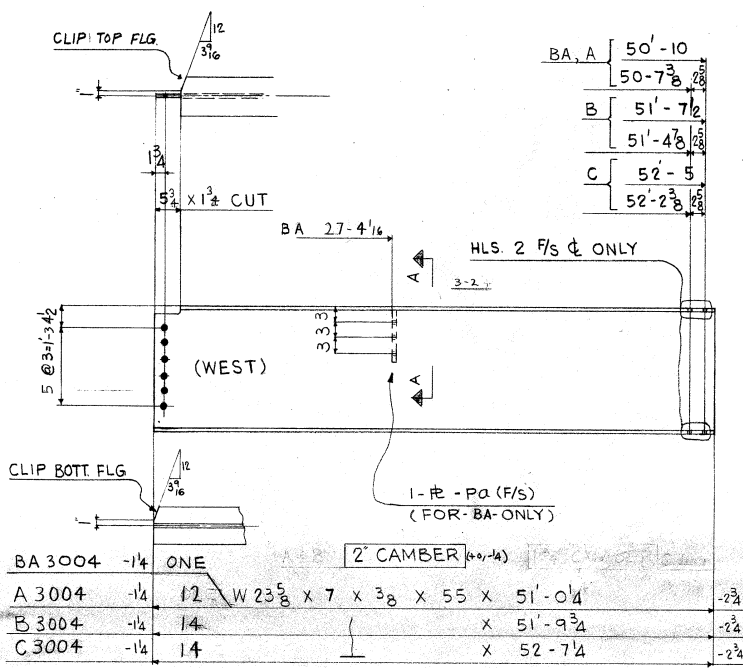 CLIP TOP FLG.
12
3 9/16
1
1 3/4
5 3/4 x 1 3/4 CUT
BA, A 50'-10
50-7 3/8 2 5/8
B 51'-7 1/2
51'-4 7/8 2 5/8
C 52'-5
52'-2 3/8 2 5/8
BA 27-4 1/16
HLS. 2 F/S ℄ ONLY
A
3-2
3
3
3
4 1/2
5 @ 3=1'-3
(WEST)
A
CLIP BOTT. FLG
12
3 9/16
1
1-PL-Pa (F/S)
(FOR-BA-ONLY)
2" CAMBER (+0,-1/4)
BA 3004 -1 1/4 ONE
A 3004 -1 1/4 12 W 23 5/8 x 7 x 3/8 x 55 x 51'-0 1/4 -2 3/4
B 3004 -1 1/4 14 x 51'-9 3/4 -2 3/4
C 3004 -1 1/4 14 x 52-7 1/4 -2 3/4